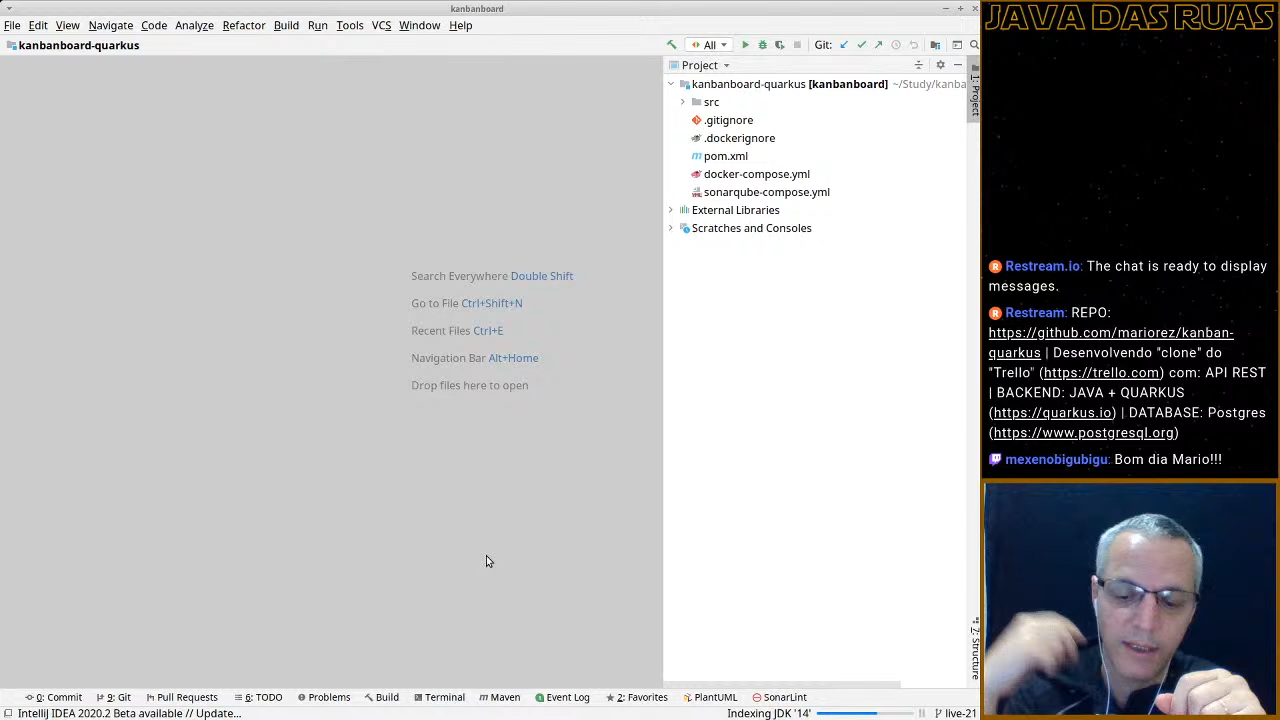 kanbanboard
File Edit View Navigate Code Analyze Refactor Build Run Tools VCS Window Help
kanbanboard-quarkus
All
Git:
Project
kanbanboard-quarkus [kanbanboard] ~/Study/kanba
src
.gitignore
.dockerignore
pom.xml
docker-compose.yml
sonarqube-compose.yml
External Libraries
Scratches and Consoles
1: Project
7: Structure
Search Everywhere Double Shift
Go to File Ctrl+Shift+N
Recent Files Ctrl+E
Navigation Bar Alt+Home
Drop files here to open
0: Commit 9: Git Pull Requests 6: TODO Problems Build Terminal Maven Event Log 2: Favorites PlantUML SonarLint
IntelliJ IDEA 2020.2 Beta available // Update...
Indexing JDK '14'
live-21
JAVA DAS RUAS
Restream.io: The chat is ready to display
messages.
Restream: REPO:
https://github.com/mariorez/kanban-
quarkus | Desenvolvendo "clone" do
"Trello" (https://trello.com) com: API REST
| BACKEND: JAVA + QUARKUS
(https://quarkus.io) | DATABASE: Postgres
(https://www.postgresql.org)
mexenobigubigu: Bom dia Mario!!!